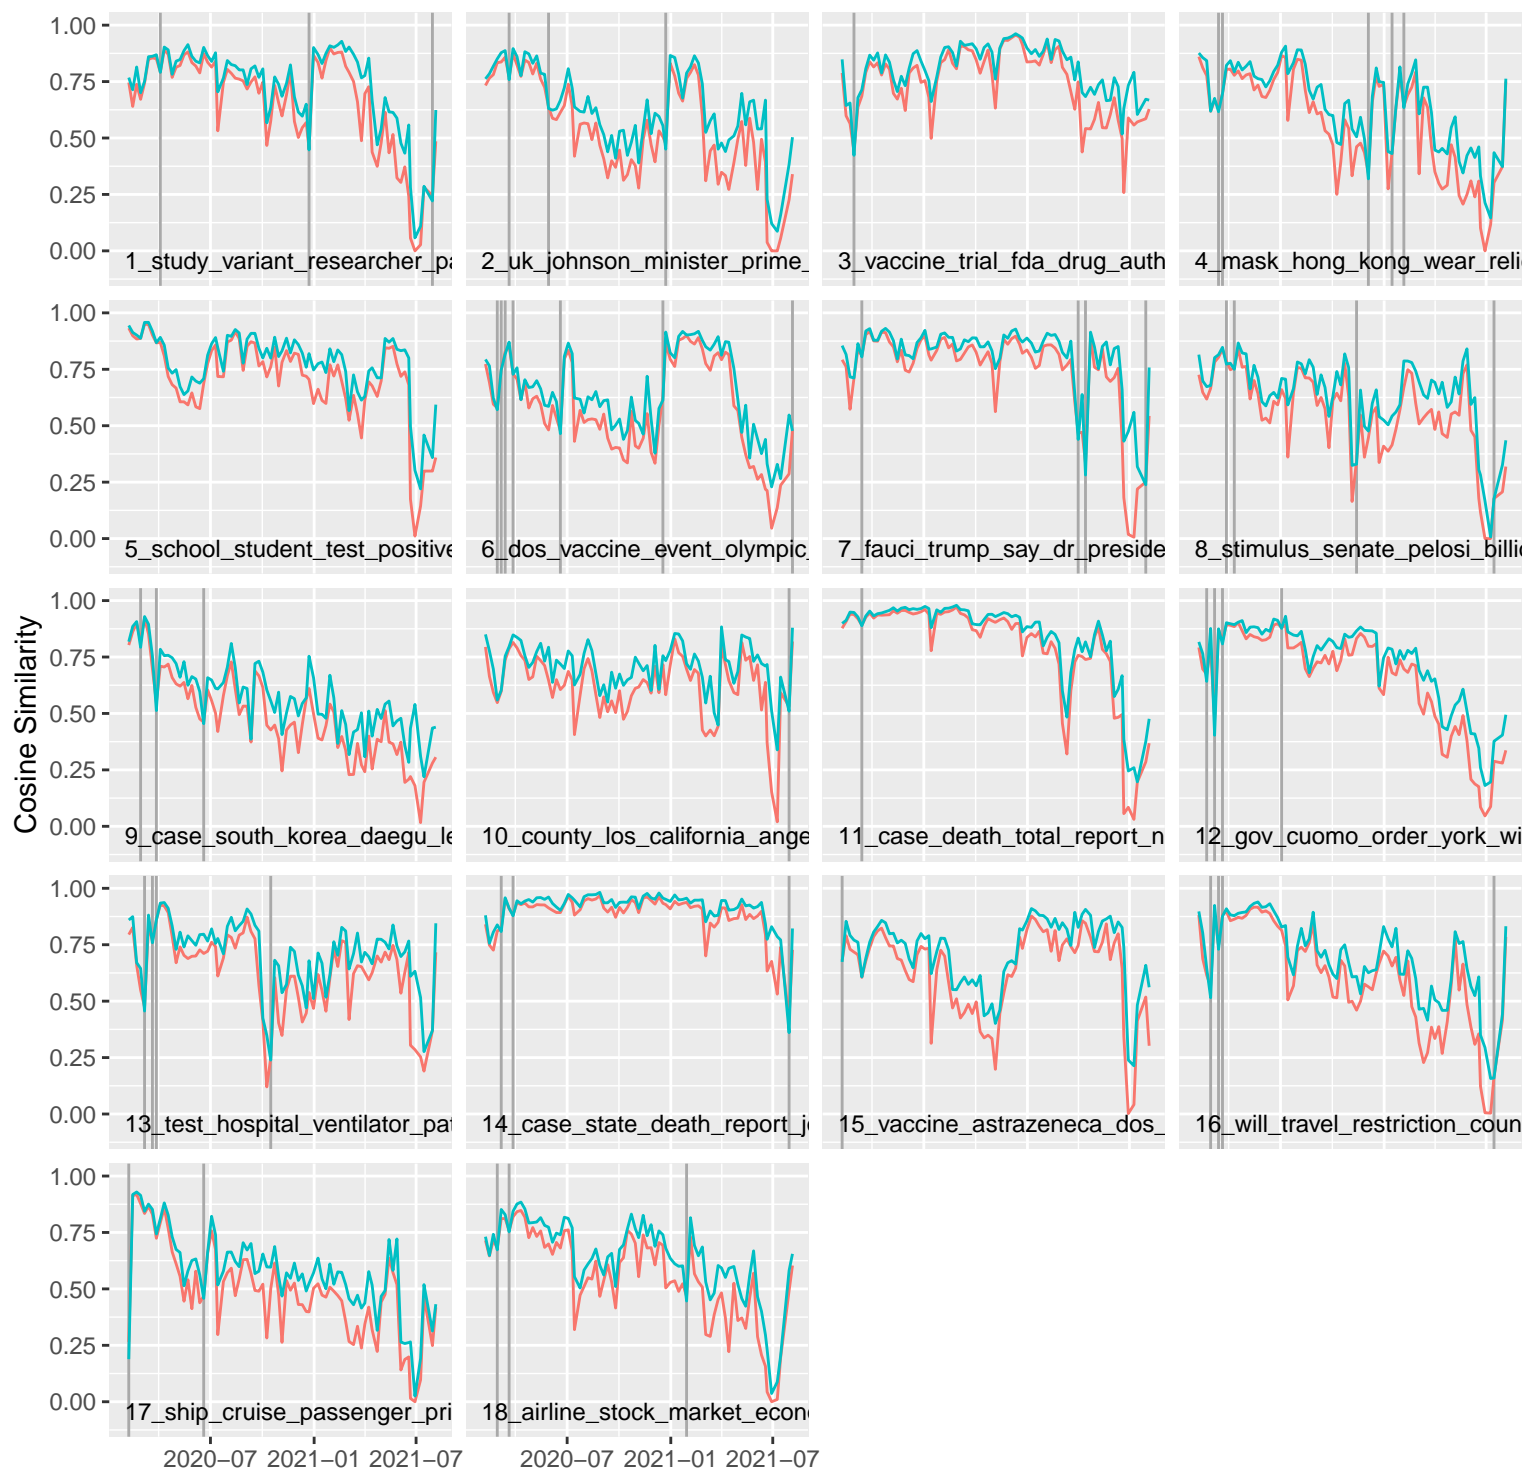 1.00
0.75
0.50
0.25
0.00
1_study_variant_researcher_pa
2_uk_johnson_minister_prime_
3_vaccine_trial_fda_drug_auth
4_mask_hong_kong_wear_reli
1.00
0.75
0.50
0.25
0.00
5_school_student_test_positive
6_dos_vaccine_event_olympic_
7_fauci_trump_say_dr_preside
8_stimulus_senate_pelosi_billi
Cosine Similarity
1.00
0.75
0.50
0.25
0.00
9_case_south_korea_daegu_le
10_county_los_california_ange
11_case_death_total_report_n
12_gov_cuomo_order_york_wi
1.00
0.75
0.50
0.25
0.00
13_test_hospital_ventilator_pat
14_case_state_death_report_j
15_vaccine_astrazeneca_dos_
16_will_travel_restriction_coun
1.00
0.75
0.50
0.25
0.00
17_ship_cruise_passenger_pri
18_airline_stock_market_econ
2020−07 2021−01 2021−07
2020−07 2021−01 2021−07